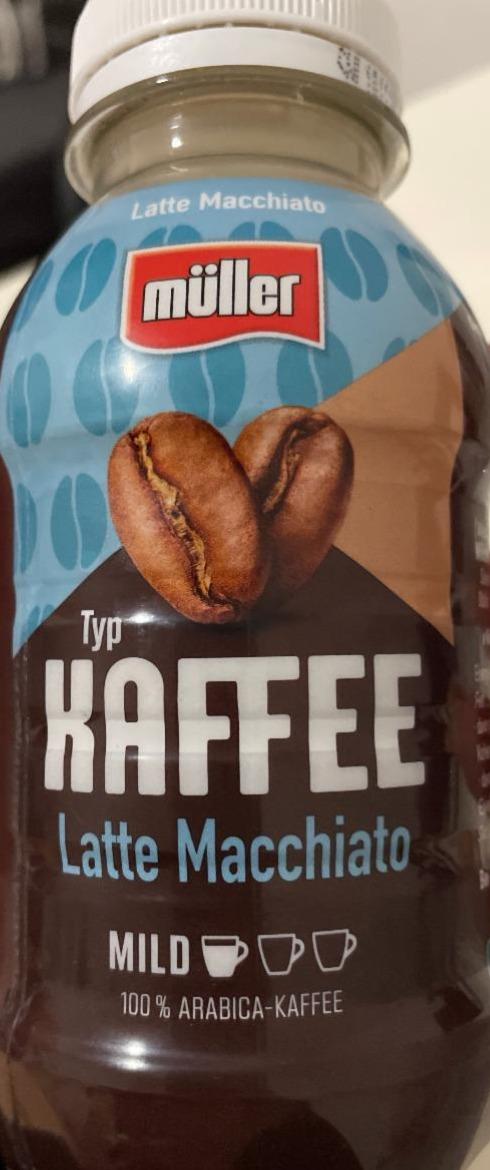 Latte Macchiato
müller
Typ
KAFFEE
Latte Macchiato
MILD
100 % ARABICA-KAFFEE